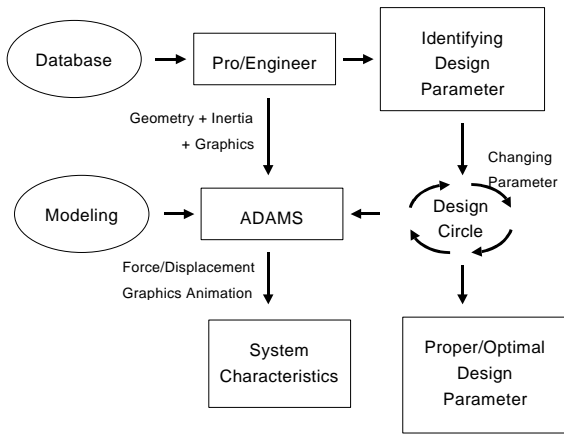 Database
Pro/Engineer
Identifying
Design
Parameter
Geometry + Inertia
+ Graphics
Changing
Parameter
Modeling
ADAMS
Design
Circle
Force/Displacement
Graphics Animation
System
Characteristics
Proper/Optimal
Design
Parameter